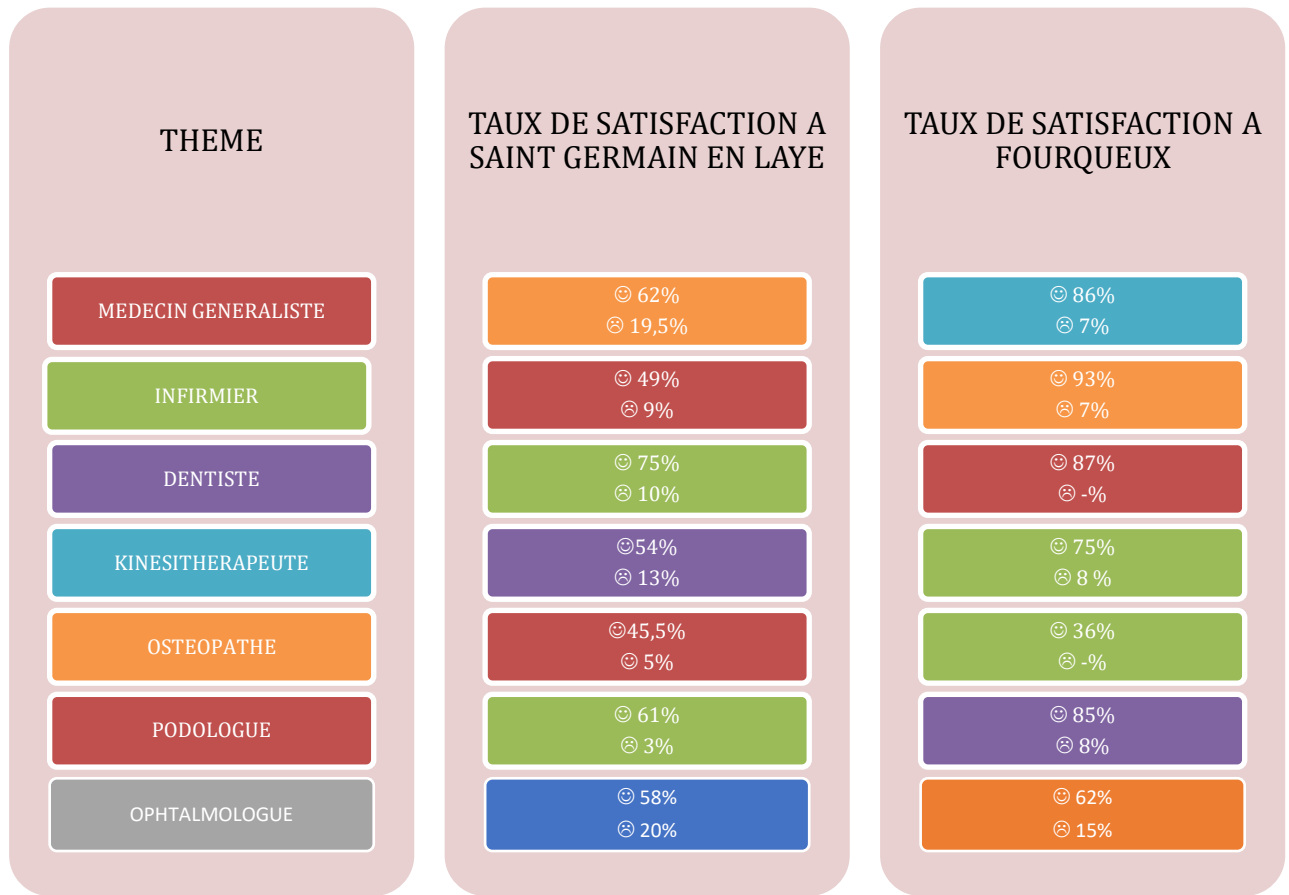 THEME
MEDECIN GENERALISTE
INFIRMIER
DENTISTE
KINESITHERAPEUTE
OSTEOPATHE
PODOLOGUE
OPHTALMOLOGUE
TAUX DE SATISFACTION A
SAINT GERMAIN EN LAYE
☺ 62%
☹ 19,5%
☺ 49%
☹ 9%
☺ 75%
☹ 10%
☺54%
☹ 13%
☺45,5%
☺ 5%
☺ 61%
☹ 3%
☺ 58%
☹ 20%
TAUX DE SATISFACTION A
FOURQUEUX
☺ 86%
☹ 7%
☺ 93%
☹ 7%
☺ 87%
☹ -%
☺ 75%
☹ 8 %
☺ 36%
☹ -%
☺ 85%
☹ 8%
☺ 62%
☹ 15%